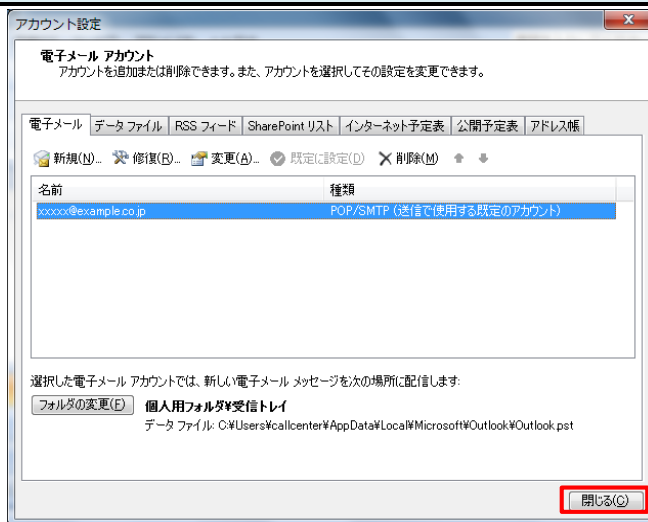 アカウント設定
電子メール アカウント
アカウントを追加または削除できます。また、アカウントを選択してその設定を変更できます。
電子メール データ ファイル RSS フィード SharePoint リスト インターネット予定表 公開予定表 アドレス帳
新規(N)... 修復(R)... 変更(A)... 既定に設定(D) 削除(M)
名前 種類
xxxxx@example.co.jp POP/SMTP (送信で使用する既定のアカウント)
選択した電子メール アカウントでは、新しい電子メール メッセージを次の場所に配信します:
フォルダの変更(F) 個人用フォルダ¥受信トレイ
データ ファイル: C:¥Users¥callcenter¥AppData¥Local¥Microsoft¥Outlook¥Outlook.pst
閉じる(C)